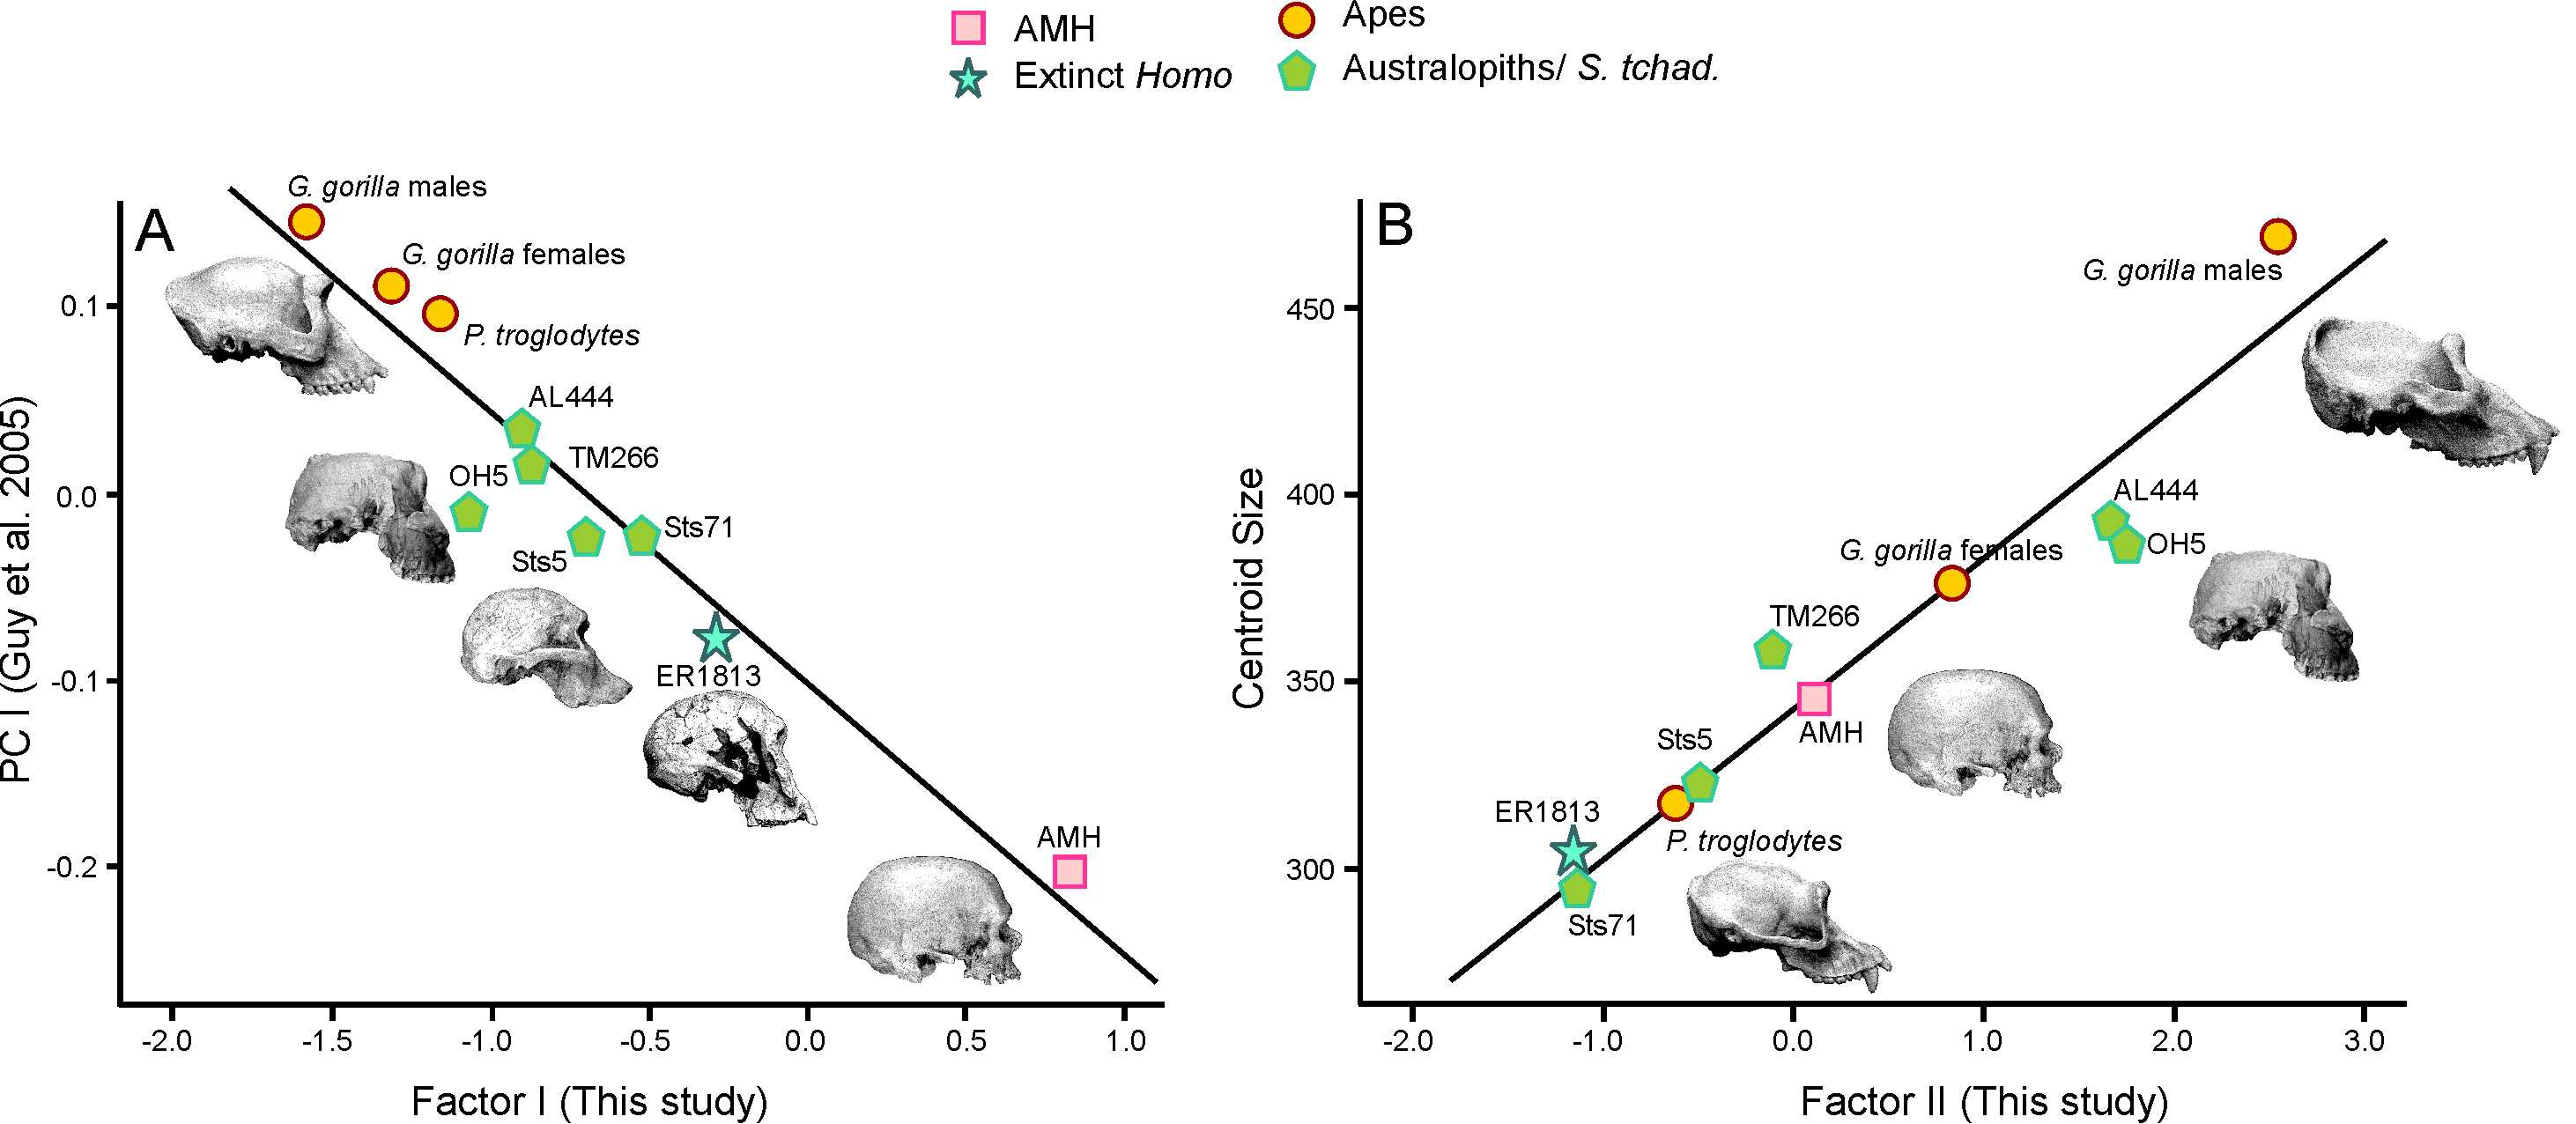 AMH
Extinct Homo
Apes
Australopiths/ S. tchad.
A
PC I (Guy et al. 2005)
0.1
0.0
-0.1
-0.2
G. gorilla males
G. gorilla females
P. troglodytes
AL444
TM266
OH5
Sts71
Sts5
ER1813
AMH
-2.0
-1.5
-1.0
-0.5
0.0
0.5
1.0
Factor I (This study)
B
Centroid Size
450
400
350
300
G. gorilla males
AL444
OH5
G. gorilla females
TM266
AMH
Sts5
ER1813
P. troglodytes
Sts71
-2.0
-1.0
0.0
1.0
2.0
3.0
Factor II (This study)